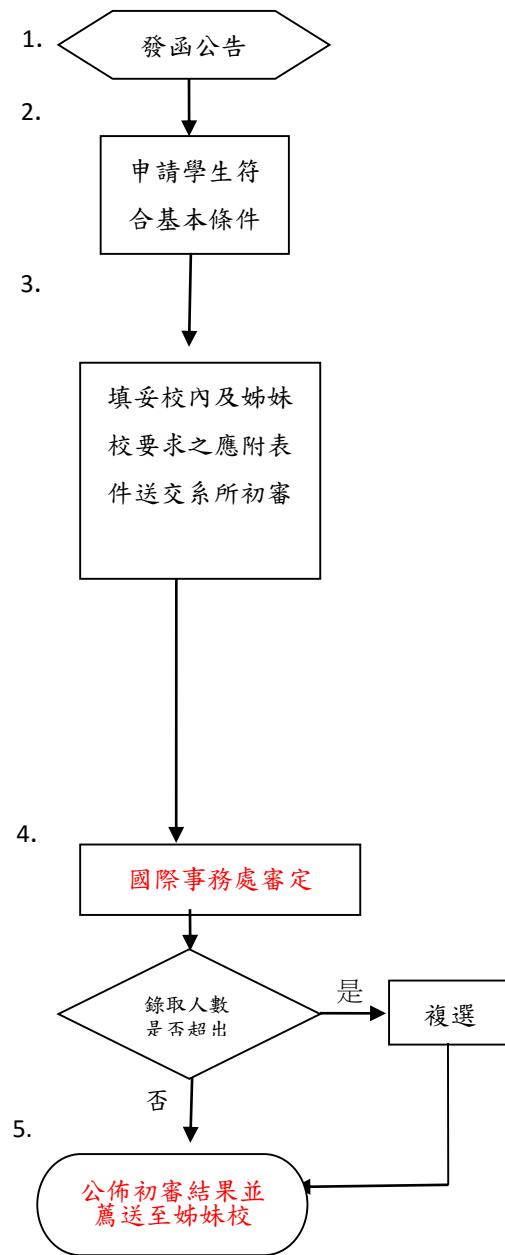 1.
發函公告
2.
申請學生符
合基本條件
3.
填妥校內及姊妹
校要求之應附表
件送交系所初審
4.
國際事務處審定
錄取人數
是否超出
是
複選
否
5.
公佈初審結果並
薦送至姊妹校